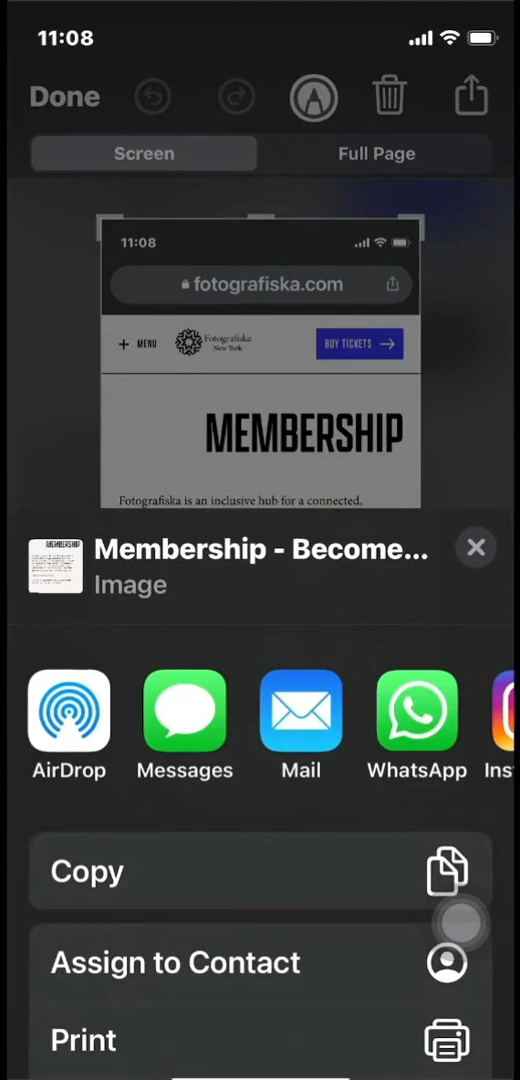 11:08
Done
Screen
Full Page
11:08
fotografiska.com
MENU
Fotografiska
New York
BUY TICKETS
MEMBERSHIP
Fotografiska is an inclusive hub for a connected,
MEMBERSHIP
Membership - Become...
Image
AirDrop
Messages
Mail
WhatsApp
Ins
Copy
Assign to Contact
Print